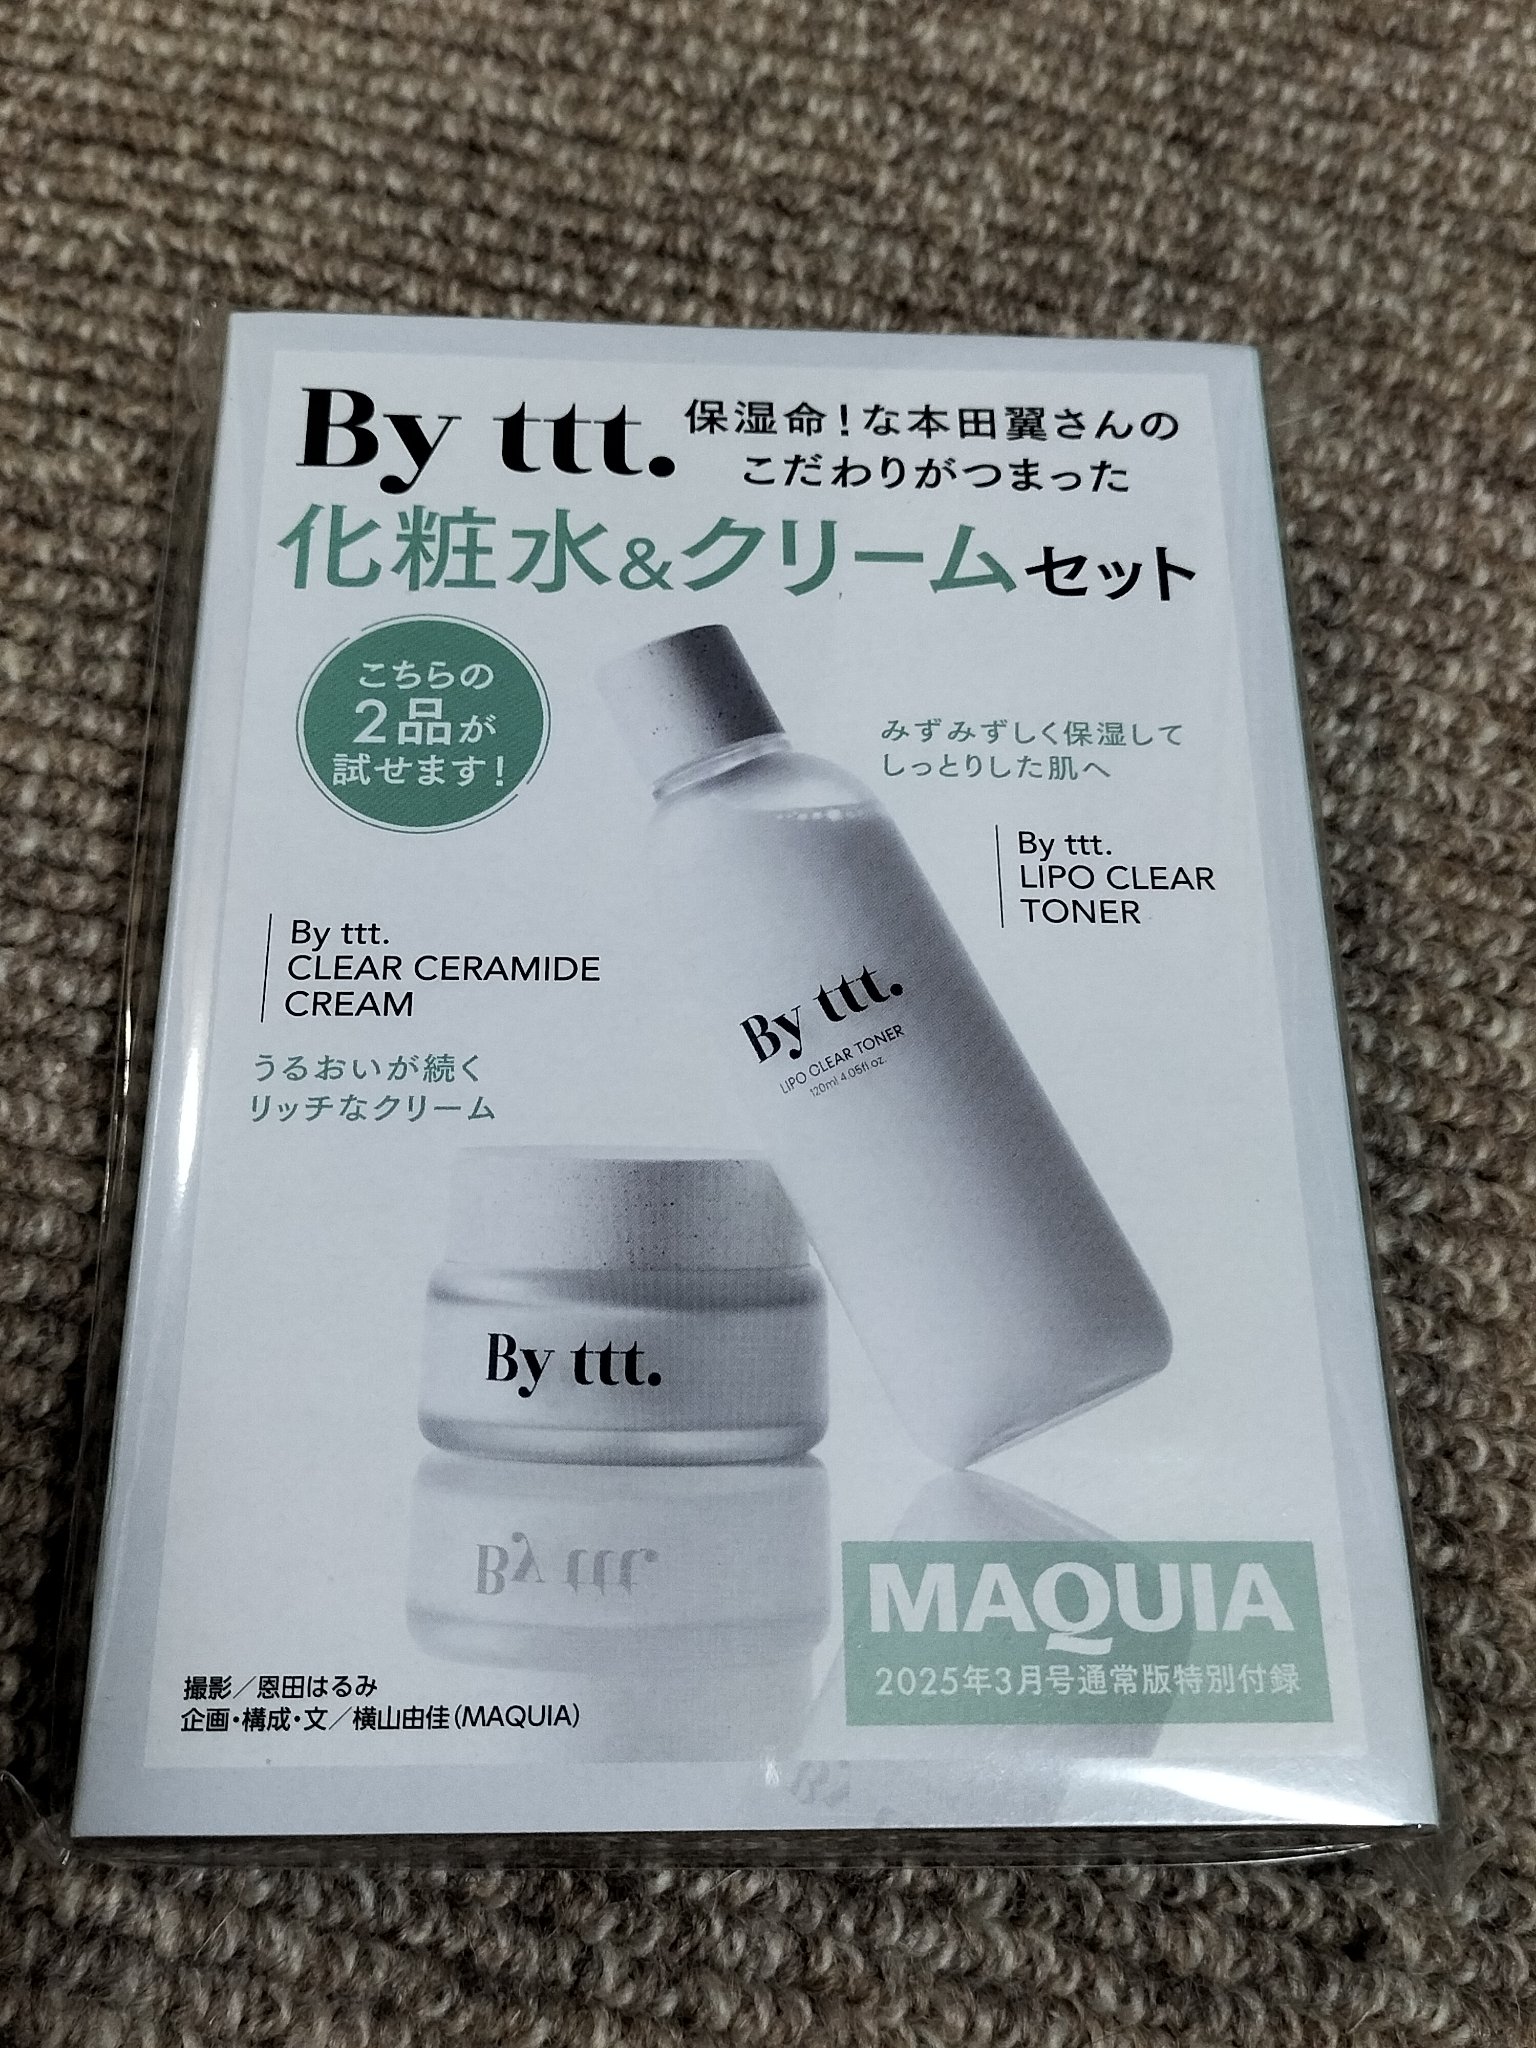 By ttt.
保湿命!な本田翼さんの
こだわりがつまった
化粧水&クリームセット
こちらの
2品が
試せます!
みずみずしく保湿して
しっとりした肌へ
By ttt.
LIPO CLEAR
TONER
By ttt.
CLEAR CERAMIDE
CREAM
うるおいが続く
リッチなクリーム
By ttt.
LIPO CLEAR TONER
120ml 4.05fl.oz.
By ttt.
By ttt.
MAQUIA
2025年3月号通常版特別付録
撮影/恩田はるみ
企画・構成・文/横山由佳(MAQUIA)